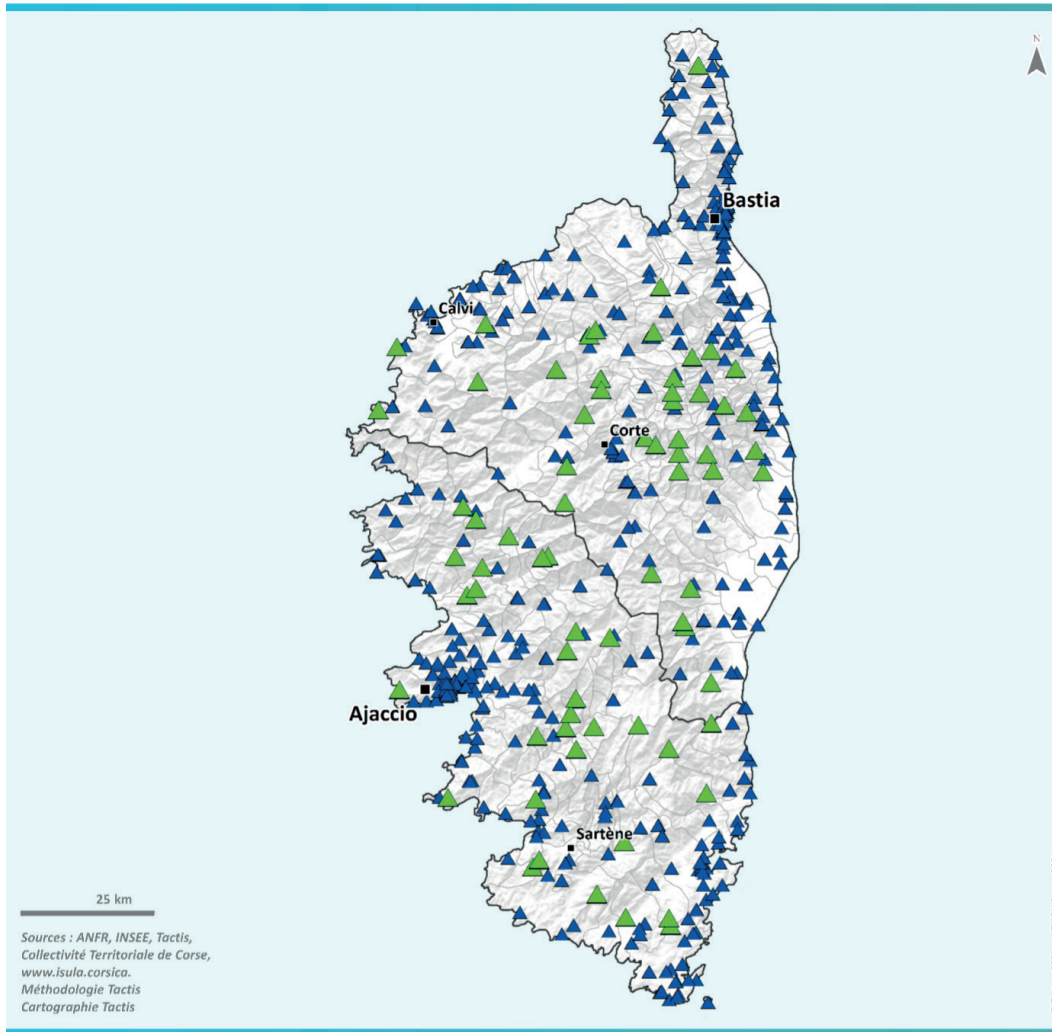 N
Bastia
Calvi
Corte
Ajaccio
Sartène
25 km
Sources : ANFR, INSEE, Tactis,
Collectivité Territoriale de Corse,
www.isula.corsica.
Méthodologie Tactis
Cartographie Tactis